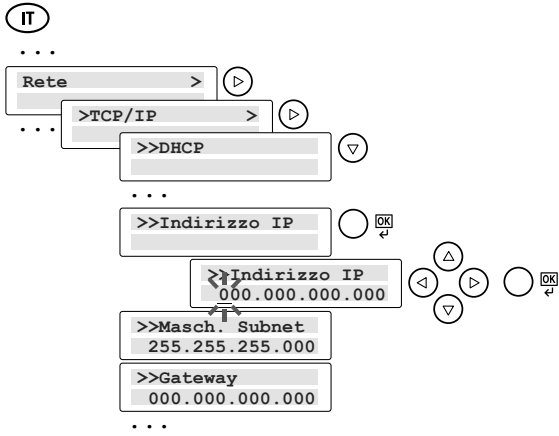 IT
...
Rete >
... >TCP/IP >
>>DHCP
...
>>Indirizzo IP
OK
>>Indirizzo IP
000.000.000.000
OK
>>Masch. Subnet
255.255.255.000
>>Gateway
000.000.000.000
...